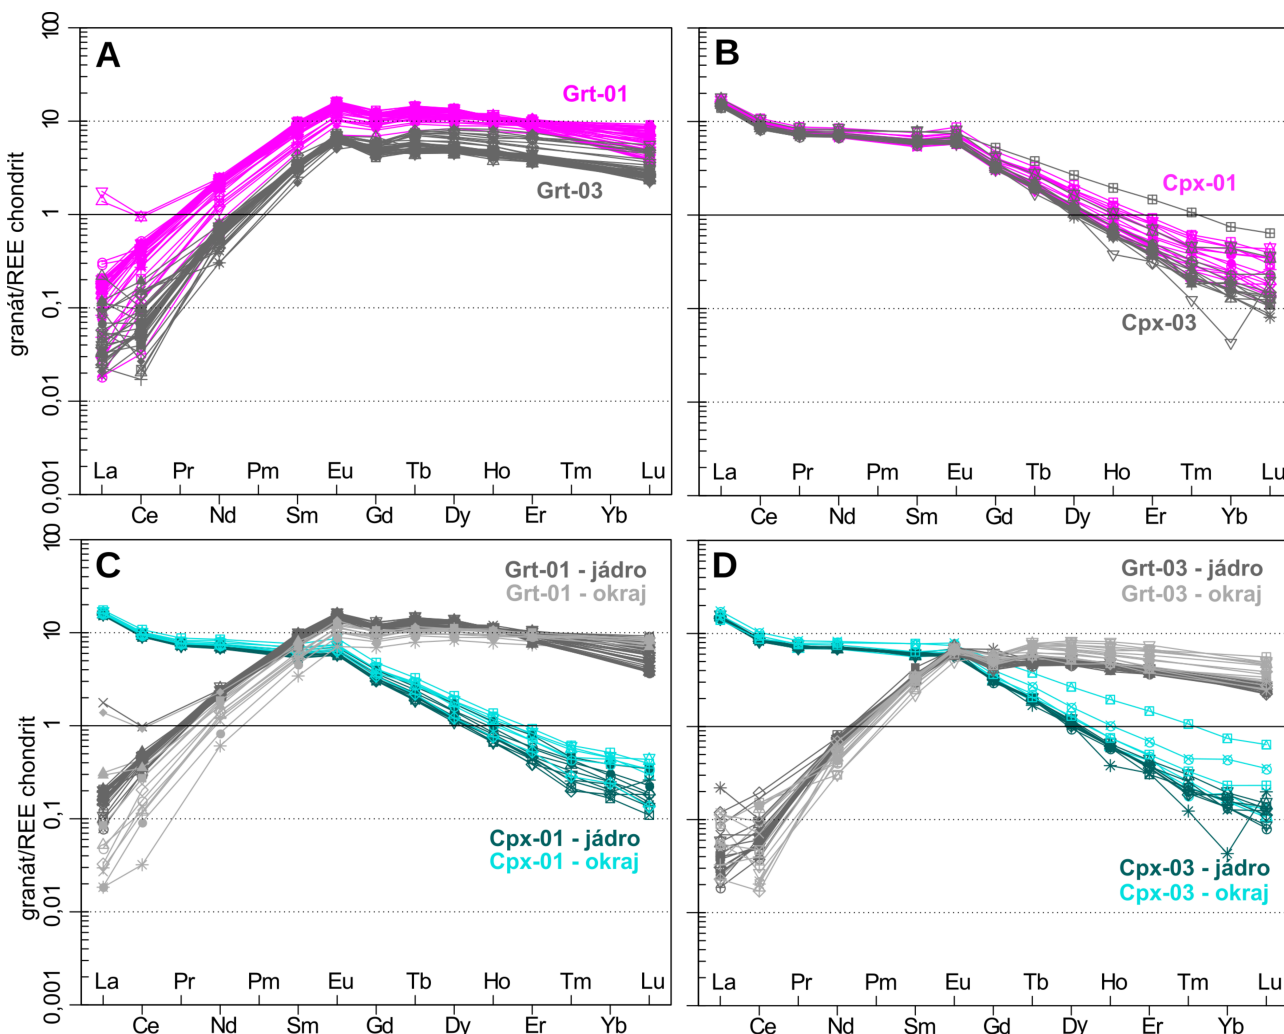 A
B
Grt-01
Grt-03
Cpx-01
Cpx-03
granát/REE chondrit
100
10
1
0,1
0,01
0,001
La Pr Pm Eu Tb Ho Tm Lu
Ce Nd Sm Gd Dy Er Yb
La Pr Pm Eu Tb Ho Tm Lu
Ce Nd Sm Gd Dy Er Yb
C
D
Grt-01 - jádro
Grt-01 - okraj
Cpx-01 - jádro
Cpx-01 - okraj
Grt-03 - jádro
Grt-03 - okraj
Cpx-03 - jádro
Cpx-03 - okraj
granát/REE chondrit
100
10
1
0,1
0,01
0,001
La Pr Pm Eu Tb Ho Tm Lu
Ce Nd Sm Gd Dy Er Yb
La Pr Pm Eu Tb Ho Tm Lu
Ce Nd Sm Gd Dy Er Yb